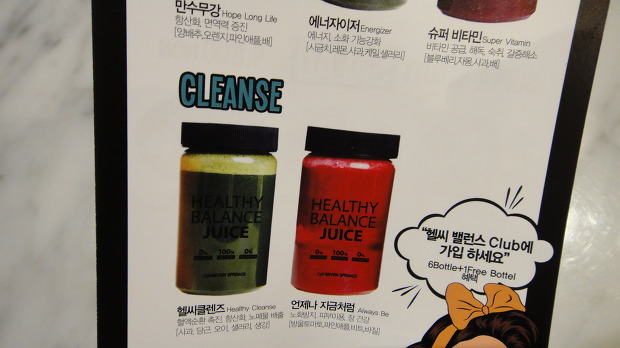 만수무강 Hope Long Life
항산화, 면역력 증진
[양배추,오렌지,파인애플,배]
에너자이저 Energizer
에너지, 소화 기능강화
[시금치,레몬,사과,케일,샐러리]
슈퍼 비타민 Super Vitamin
비타민 공급, 해독, 숙취, 갈증해소
[블루베리,자몽,사과,배]
CLEANSE
HEALTHY
BALANCE
JUICE
0% 100% 0g
HEALTHY
BALANCE
JUICE
0% 100% 0g
“헬씨 밸런스 Club에
가입 하세요”
6Bottle+1Free Bottel
혜택
헬씨클렌즈 Healthy Cleanse
혈액순환 촉진, 항산화, 노폐물 배출
[사과, 당근, 오이, 샐러리, 생강]
언제나 지금처럼 Always Be
노화방지, 피부미용, 장 건강
[방울토마토,파인애플,비트,바질]